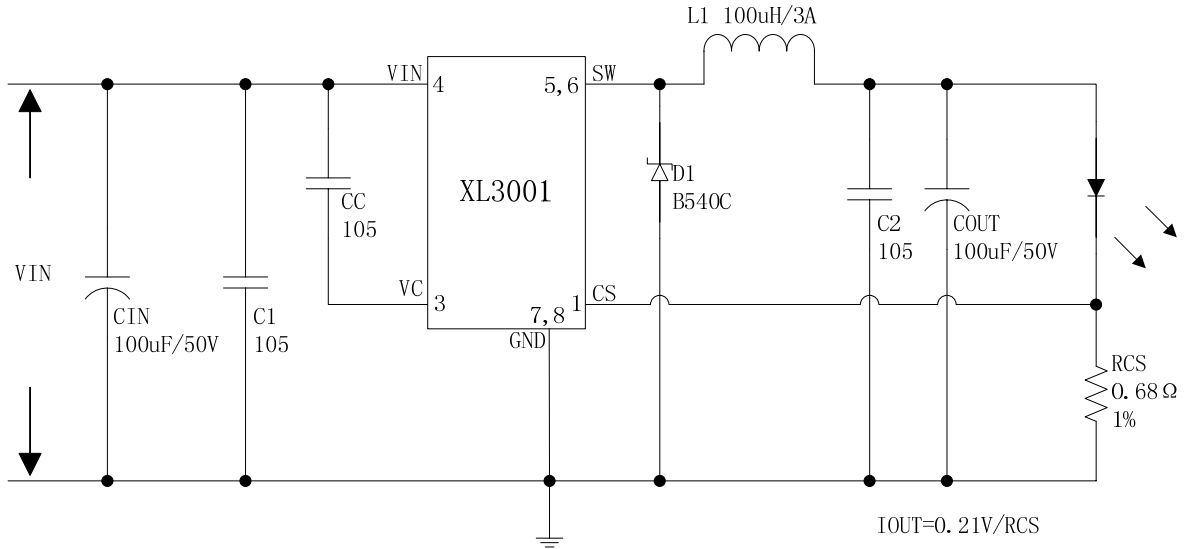 L1 100uH/3A
VIN
4
5,6
SW
XL3001
CC
105
D1
B540C
C2
105
COUT
100uF/50V
VIN
VC
3
7,8
1
CS
GND
CIN
100uF/50V
C1
105
RCS
0.68Ω
1%
IOUT=0.21V/RCS